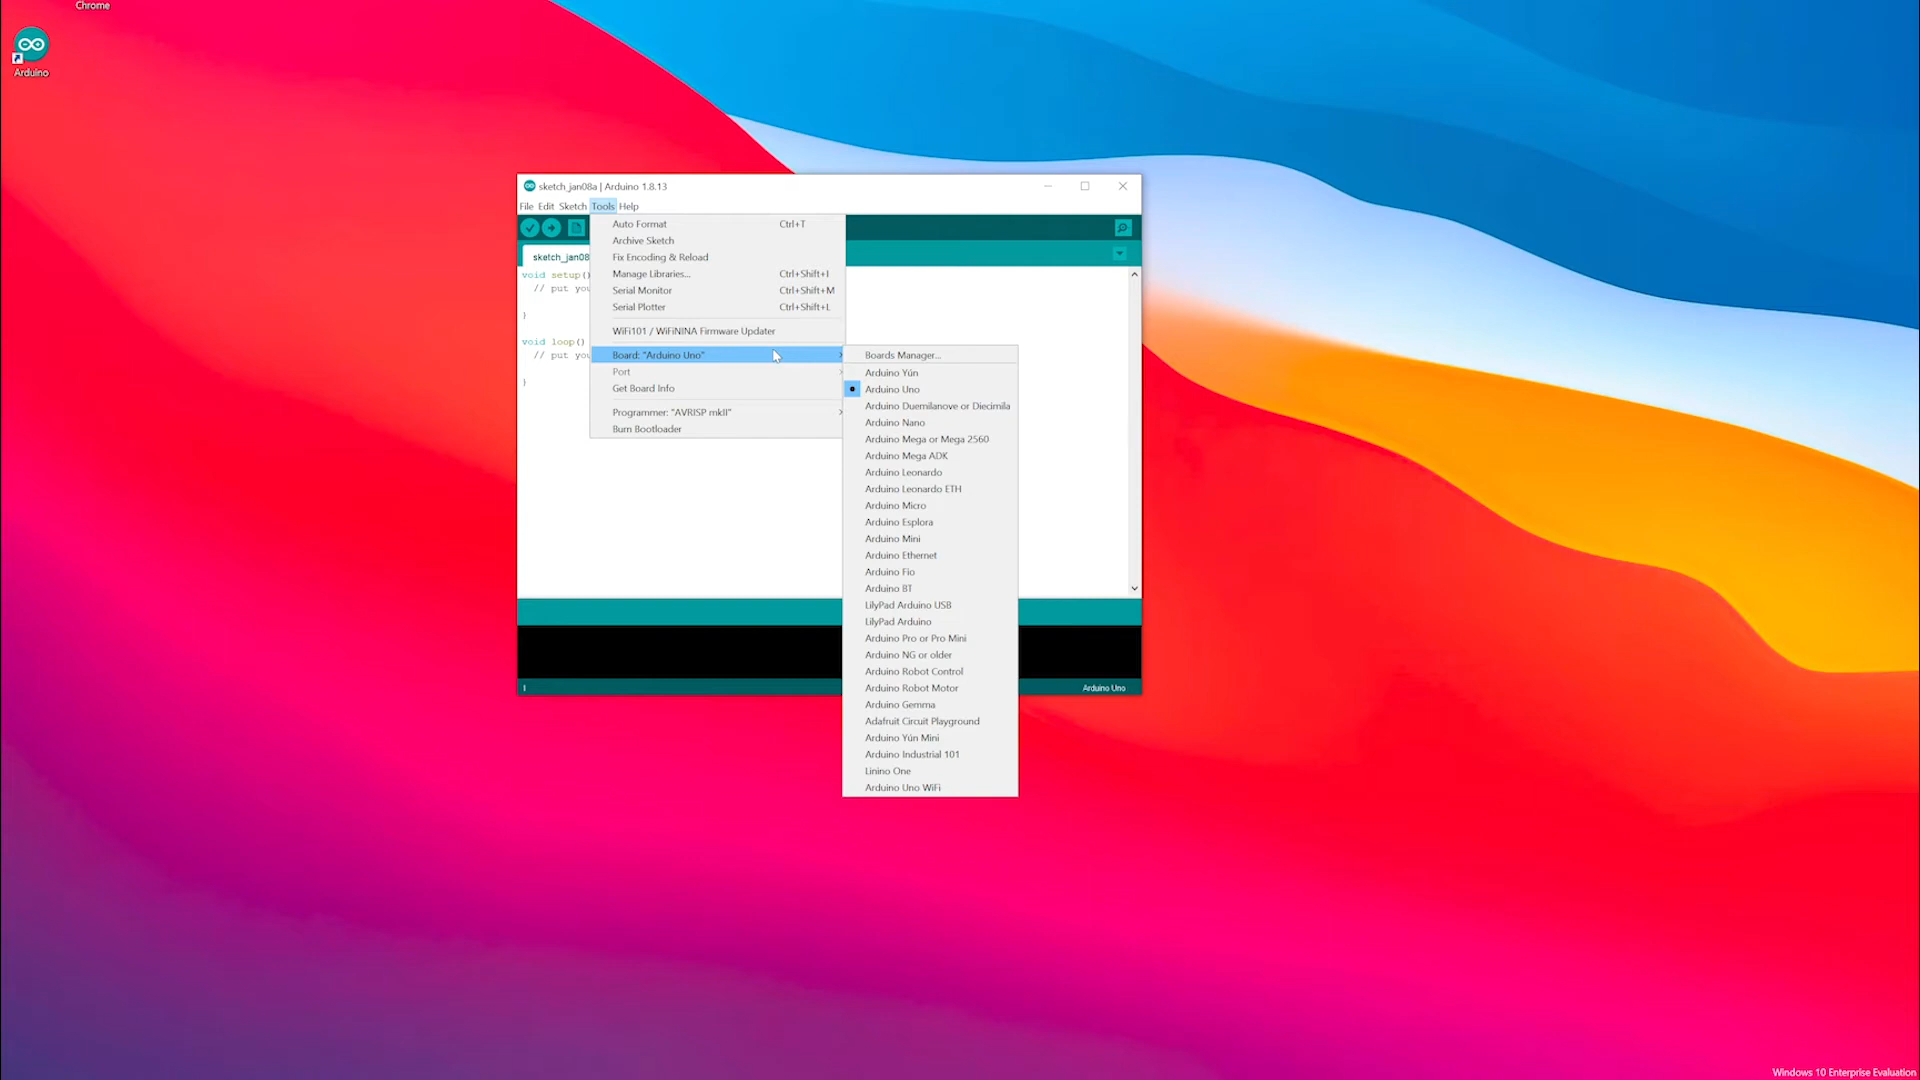 Chrome
Arduino
sketch_jan08a | Arduino 1.8.13
File Edit Sketch Tools Help
sketch_jan08
void setup()
// put you
}
void loop()
// put you
}
Auto Format Ctrl+T
Archive Sketch
Fix Encoding & Reload
Manage Libraries... Ctrl+Shift+I
Serial Monitor Ctrl+Shift+M
Serial Plotter Ctrl+Shift+L
WiFi101 / WiFiNINA Firmware Updater
Board: "Arduino Uno"
Port
Get Board Info
Programmer: "AVRISP mkII"
Burn Bootloader
Boards Manager...
Arduino Yún
Arduino Uno
Arduino Duemilanove or Diecimila
Arduino Nano
Arduino Mega or Mega 2560
Arduino Mega ADK
Arduino Leonardo
Arduino Leonardo ETH
Arduino Micro
Arduino Esplora
Arduino Mini
Arduino Ethernet
Arduino Fio
Arduino BT
LilyPad Arduino USB
LilyPad Arduino
Arduino Pro or Pro Mini
Arduino NG or older
Arduino Robot Control
Arduino Robot Motor
Arduino Gemma
Adafruit Circuit Playground
Arduino Yún Mini
Arduino Industrial 101
Linino One
Arduino Uno WiFi
1
Arduino Uno
Windows 10 Enterprise Evaluation